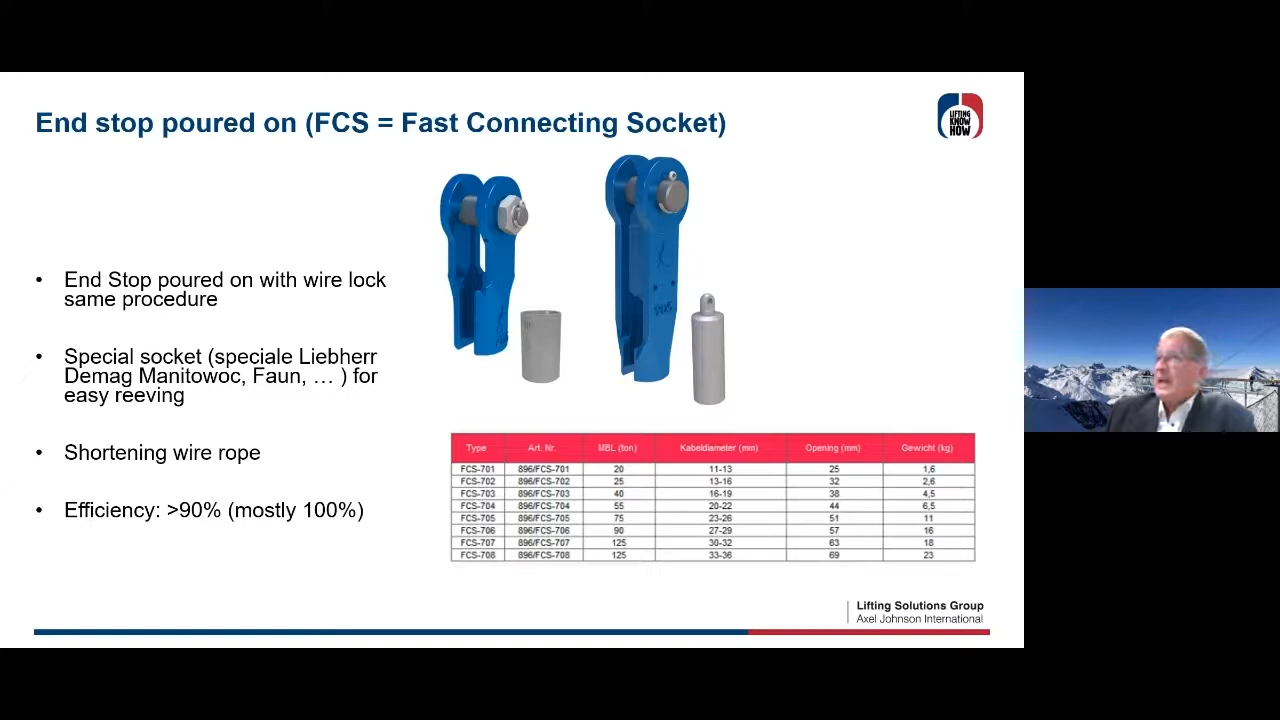 End stop poured on (FCS = Fast Connecting Socket)
LIFTING
KNOW
HOW
• End Stop poured on with wire lock
same procedure
• Special socket (speciale Liebherr
Demag Manitowoc, Faun, … ) for
easy reeving
• Shortening wire rope
• Efficiency: >90% (mostly 100%)
Type Art. Nr. MBL (ton) Kabeldiameter (mm) Opening (mm) Gewicht (kg)
FCS-701 896/FCS-701 20 11-13 25 1,6
FCS-702 896/FCS-702 25 13-16 32 2,6
FCS-703 896/FCS-703 40 16-19 38 4,5
FCS-704 896/FCS-704 55 20-22 44 6,5
FCS-705 896/FCS-705 75 23-26 51 11
FCS-706 896/FCS-706 90 27-29 57 16
FCS-707 896/FCS-707 125 30-32 63 18
FCS-708 896/FCS-708 125 33-36 69 23
Lifting Solutions Group
Axel Johnson International